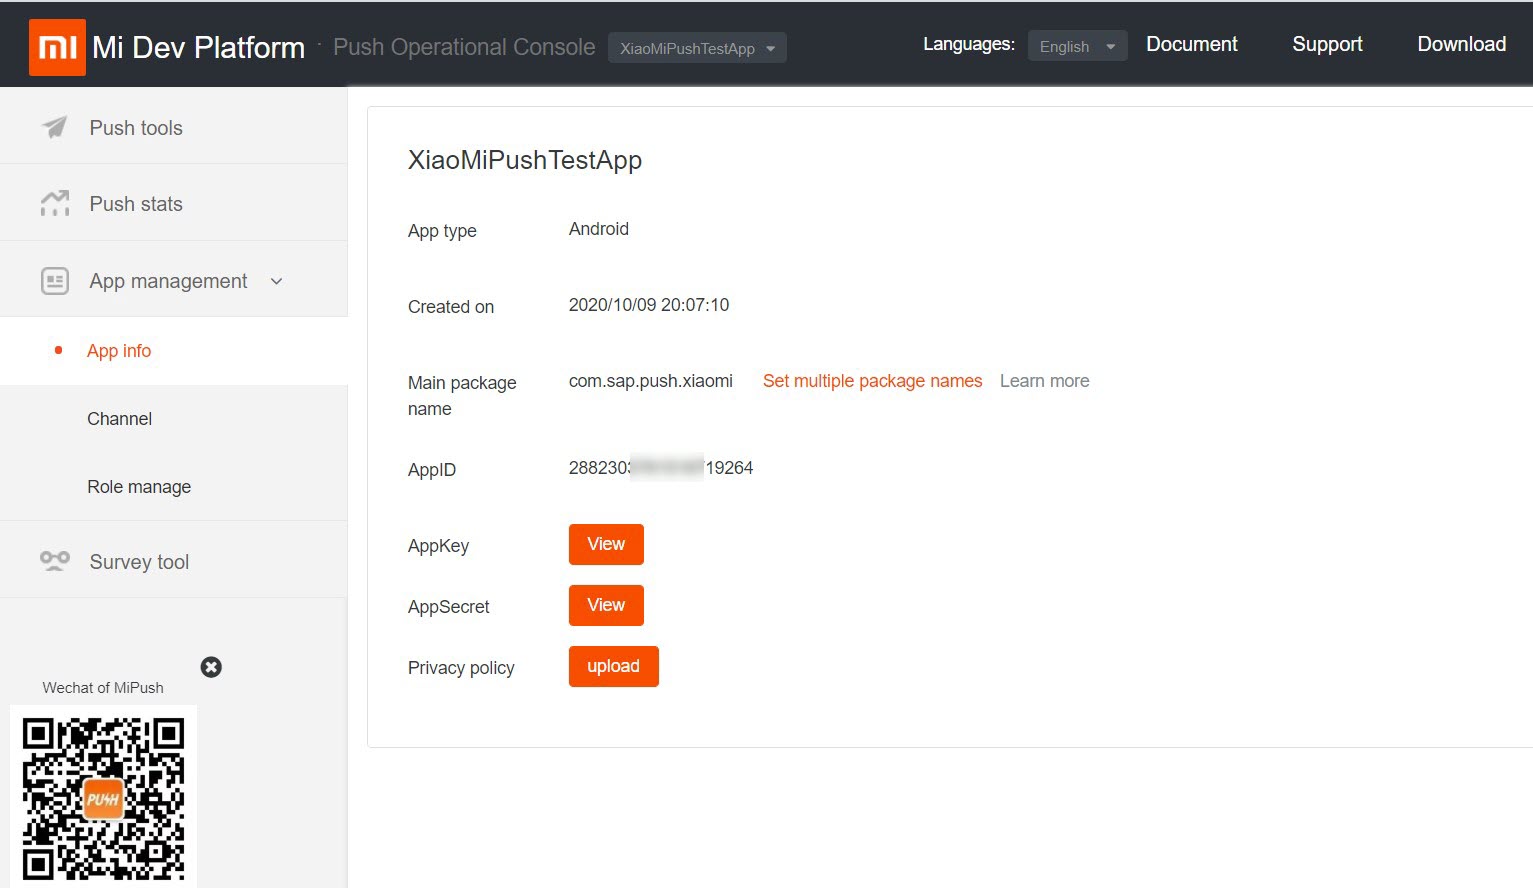 mi Mi Dev Platform · Push Operational Console XiaoMiPushTestApp Languages: English Document Support Download
Push tools
Push stats
App management
App info
Channel
Role manage
Survey tool
Wechat of MiPush
PUSH
XiaoMiPushTestApp
App type Android
Created on 2020/10/09 20:07:10
Main package name com.sap.push.xiaomi Set multiple package names Learn more
AppID 288230 19264
AppKey View
AppSecret View
Privacy policy upload